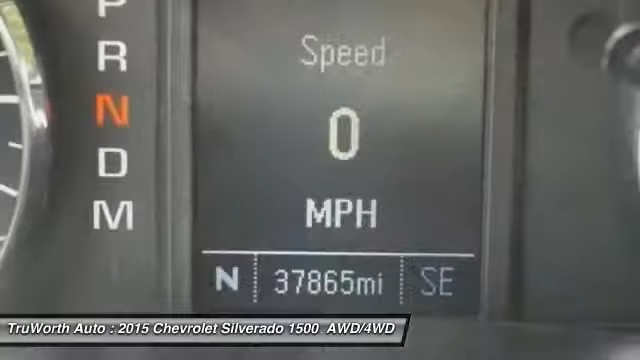 P
R
N
D
M
Speed
0
MPH
N 37865mi SE
TruWorth Auto : 2015 Chevrolet Silverado 1500 AWD/4WD